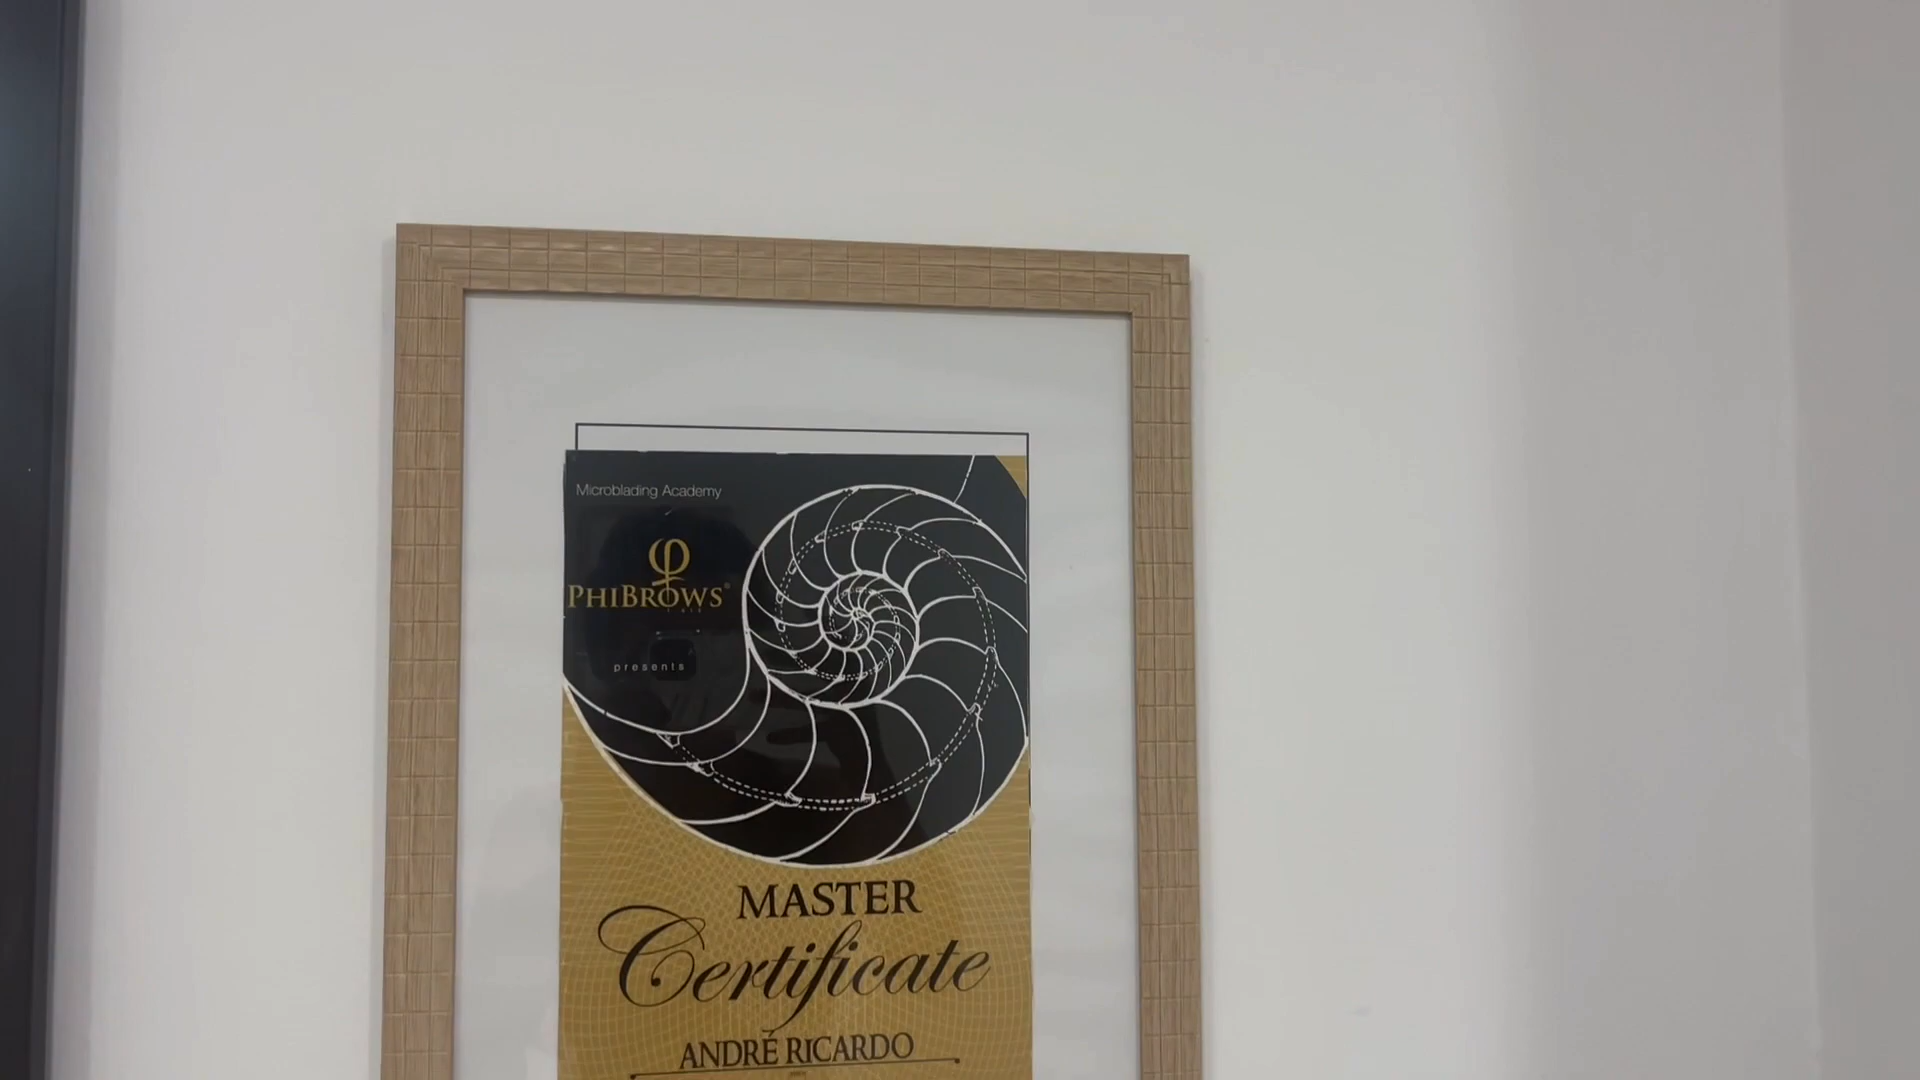 Microblading Academy
φ
PHIBROWS®
presents
MASTER
Certificate
ANDRÉ RICARDO